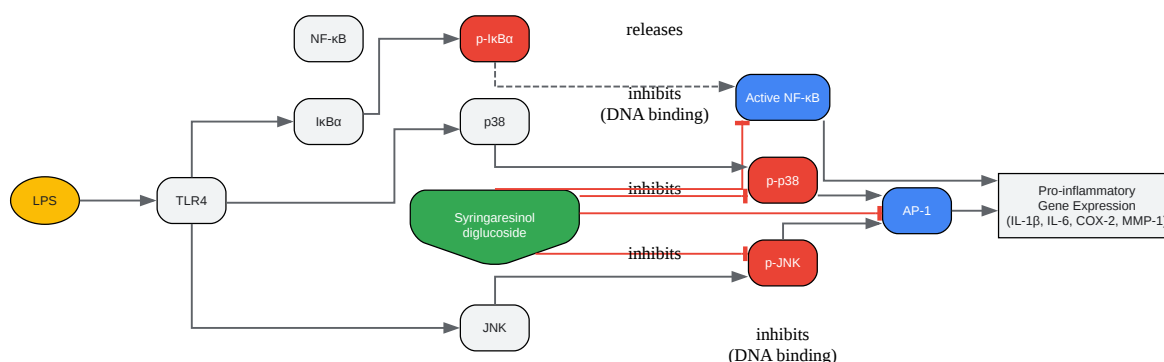 NF-κB
p-IκBα
releases
inhibits
(DNA binding)
Active NF-κB
IκBα
p38
LPS
TLR4
inhibits
p-p38
Syringaresinol
diglucoside
AP-1
Pro-inflammatory
Gene Expression
(IL-1β, IL-6, COX-2, MMP-1)
inhibits
p-JNK
JNK
inhibits
(DNA binding)